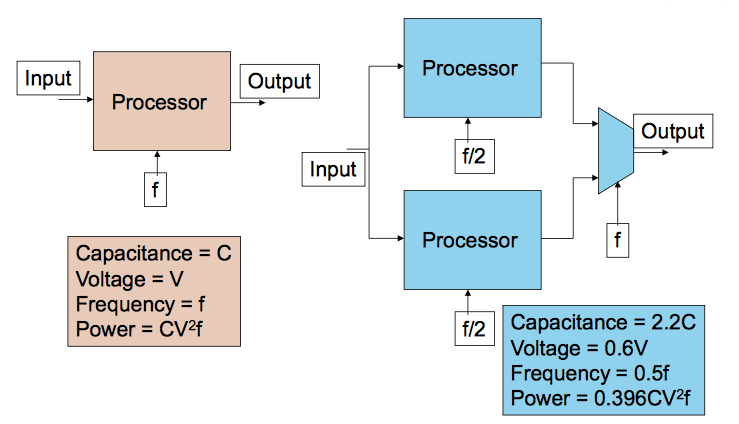 Input
Processor
Output
f
Capacitance = C
Voltage = V
Frequency = f
Power = CV²f
Processor
f/2
Input
Output
Processor
f
f/2
Capacitance = 2.2C
Voltage = 0.6V
Frequency = 0.5f
Power = 0.396CV²f